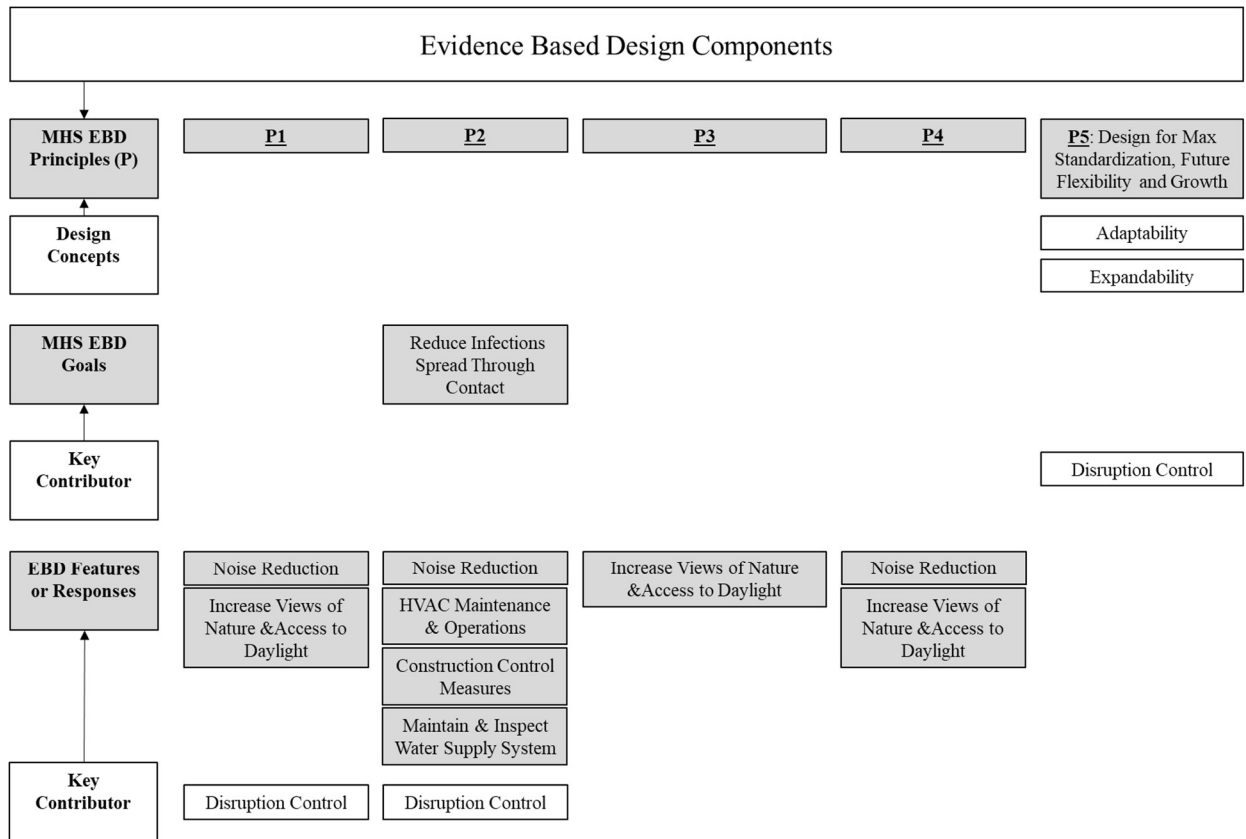 Evidence Based Design Components
MHS EBD
Principles (P)
P1
P2
P3
P4
P5: Design for Max
Standardization, Future
Flexibility and Growth
Design
Concepts
Adaptability
Expandability
MHS EBD
Goals
Reduce Infections
Spread Through
Contact
Key
Contributor
Disruption Control
EBD Features
or Responses
Noise Reduction
Increase Views of
Nature &Access to
Daylight
Noise Reduction
HVAC Maintenance
& Operations
Construction Control
Measures
Maintain & Inspect
Water Supply System
Increase Views of Nature
&Access to Daylight
Noise Reduction
Increase Views of
Nature &Access to
Daylight
Key
Contributor
Disruption Control
Disruption Control